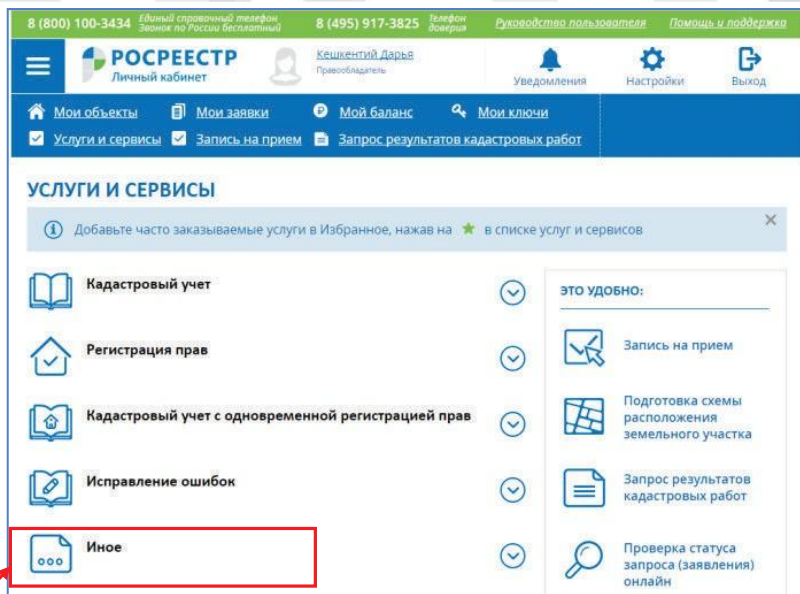 8 (800) 100-3434 Единый справочный телефон
Звонок по России бесплатный
8 (495) 917-3825 Телефон
доверия
Руководство пользователя Помощь и поддержка
РОСРЕЕСТР
Личный кабинет
Кешкентий Дарья
Правообладатель
Уведомления
Настройки
Выход
Мои объекты Мои заявки Мой баланс Мои ключи
Услуги и сервисы Запись на прием Запрос результатов кадастровых работ
УСЛУГИ И СЕРВИСЫ
Добавьте часто заказываемые услуги в Избранное, нажав на в списке услуг и сервисов
Кадастровый учет
Регистрация прав
Кадастровый учет с одновременной регистрацией прав
Исправление ошибок
Иное
ЭТО УДОБНО:
Запись на прием
Подготовка схемы
расположения
земельного участка
Запрос результатов
кадастровых работ
Проверка статуса
запроса (заявления)
онлайн